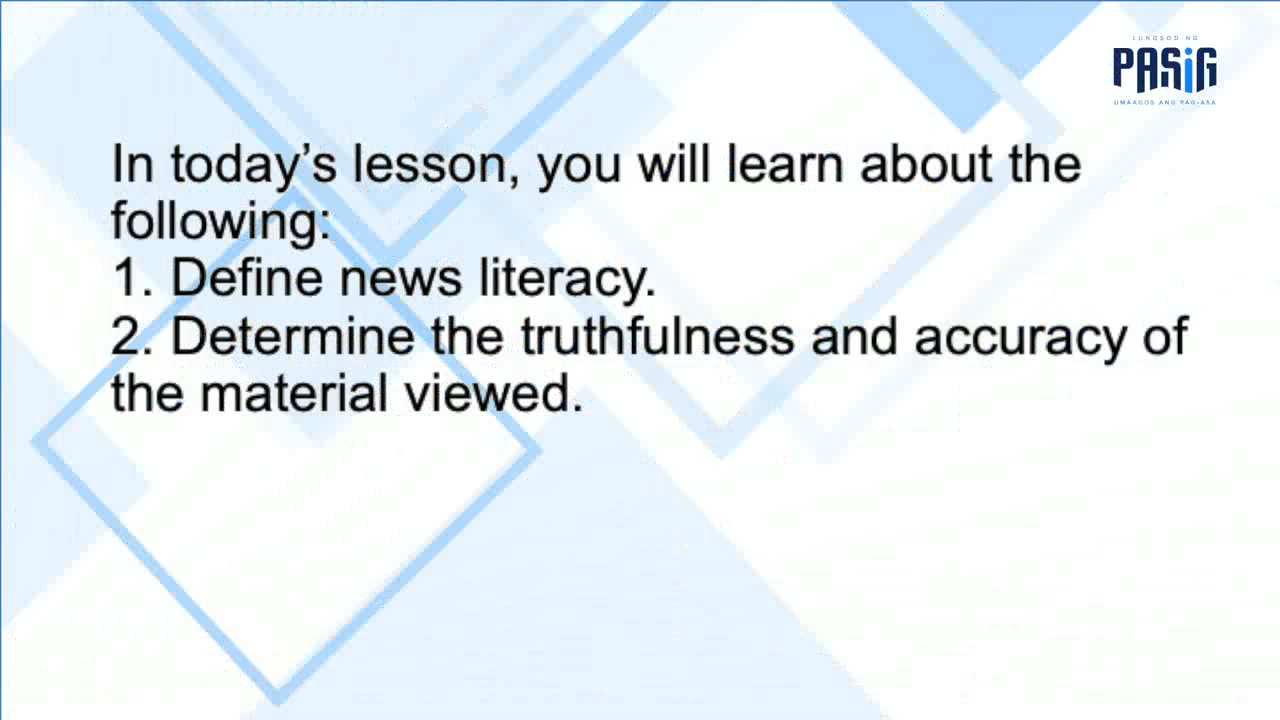 LUNGSOD NG
PASiG
UMAAGOS ANG PAG-ASA
In today’s lesson, you will learn about the
following:
1. Define news literacy.
2. Determine the truthfulness and accuracy of
the material viewed.